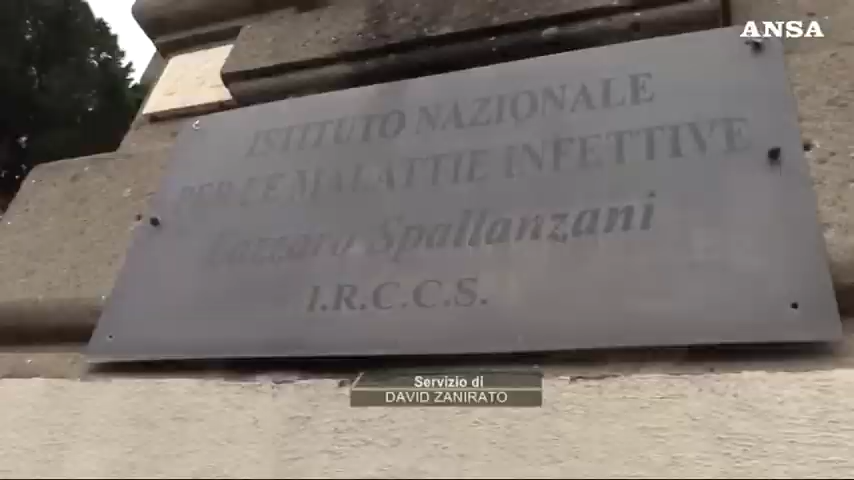 ANSA
ISTITUTO NAZIONALE
PER LE MALATTIE INFETTIVE
Lazzaro Spallanzani
I.R.C.C.S.
Servizio di
DAVID ZANIRATO